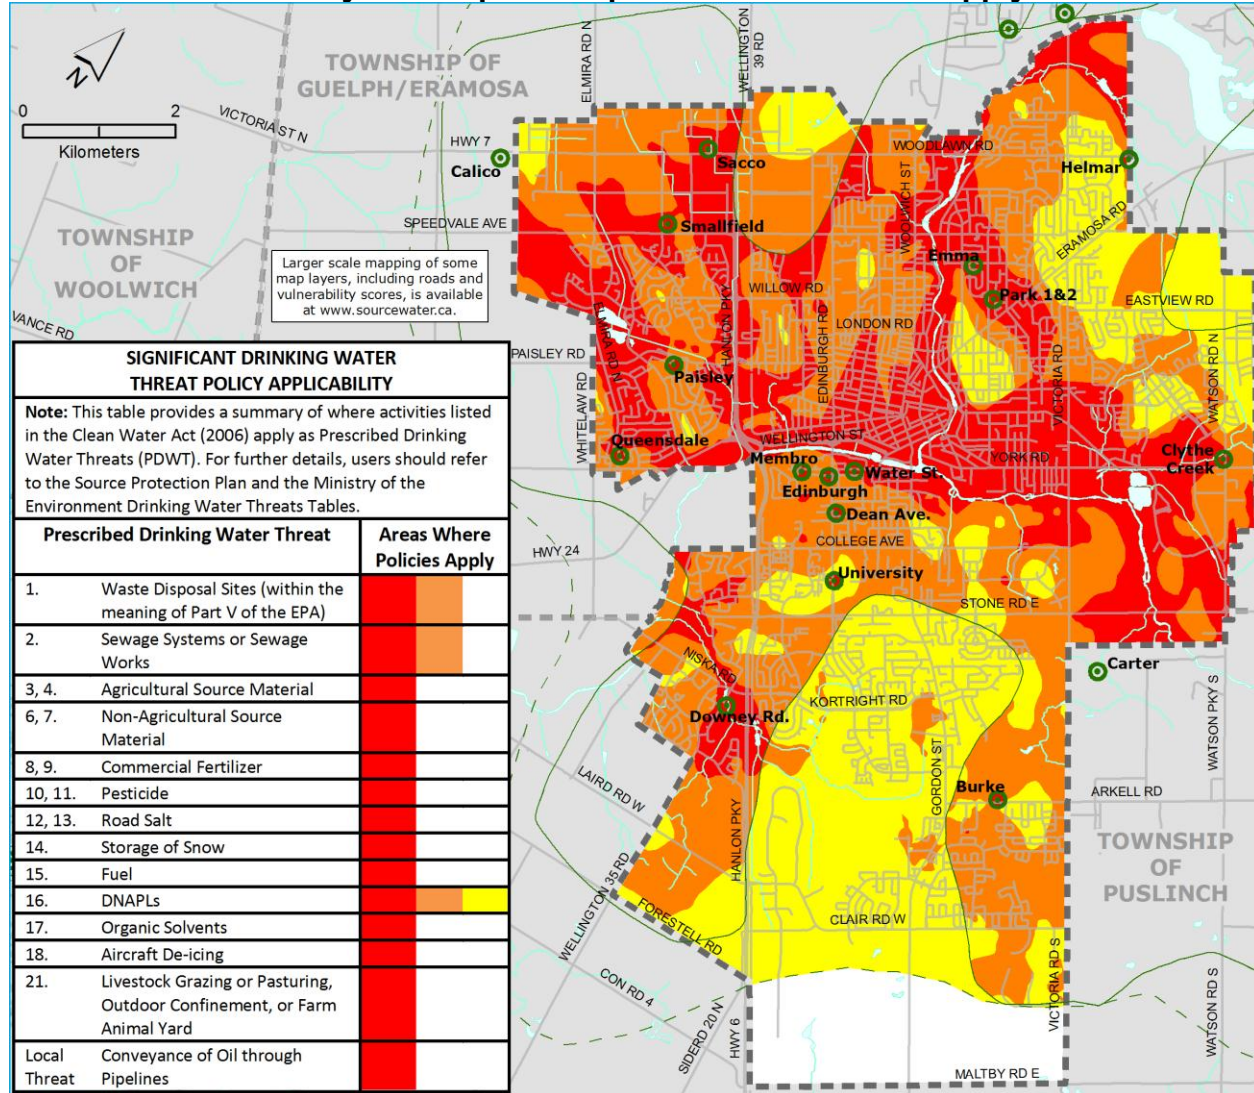 N
0 2
Kilometers
TOWNSHIP OF
GUELPH/ERAMOSA
ELMIRA RD N
WELLINGTON
39 RD
VICTORIA ST N
HWY 7
Calico
Sacco
WOODLAWN RD
Helmar
SPEEDVALE AVE
Smallfield
WOOLWICH ST
ERAMOSA RD
TOWNSHIP
OF
WOOLWICH
Larger scale mapping of some
map layers, including roads and
vulnerability scores, is available
at www.sourcewater.ca.
Emma
WILLOW RD
Park 1&2
EASTVIEW RD
VANCE RD
ELMIRA RD N
HANLON PKY
EDINBURGH RD
LONDON RD
VICTORIA RD
WATSON RD N
PAISLEY RD
Paisley
WHITELAW RD
Queensdale
WELLINGTON ST
Membro
Water St.
YORK RD
Clythe
Creek
Edinburgh
Dean Ave.
COLLEGE AVE
HWY 24
University
STONE RD E
NISKA RD
Carter
Downey Rd.
KORTRIGHT RD
WATSON PKY S
LAIRD RD W
GORDON ST
Burke
ARKELL RD
HANLON PKY
TOWNSHIP
OF
PUSLINCH
WELLINGTON 35 RD
FORESTELL RD
CLAIR RD W
VICTORIA RD S
CON RD 4
SIDERD 20 N
HWY 6
WATSON RD S
MALTBY RD E
SIGNIFICANT DRINKING WATER
THREAT POLICY APPLICABILITY
Note: This table provides a summary of where activities listed
in the Clean Water Act (2006) apply as Prescribed Drinking
Water Threats (PDWT). For further details, users should refer
to the Source Protection Plan and the Ministry of the
Environment Drinking Water Threats Tables.
Prescribed Drinking Water Threat Areas Where
Policies Apply
1. Waste Disposal Sites (within the
meaning of Part V of the EPA)
2. Sewage Systems or Sewage
Works
3, 4. Agricultural Source Material
6, 7. Non-Agricultural Source
Material
8, 9. Commercial Fertilizer
10, 11. Pesticide
12, 13. Road Salt
14. Storage of Snow
15. Fuel
16. DNAPLs
17. Organic Solvents
18. Aircraft De-icing
21. Livestock Grazing or Pasturing,
Outdoor Confinement, or Farm
Animal Yard
Local Conveyance of Oil through
Threat Pipelines